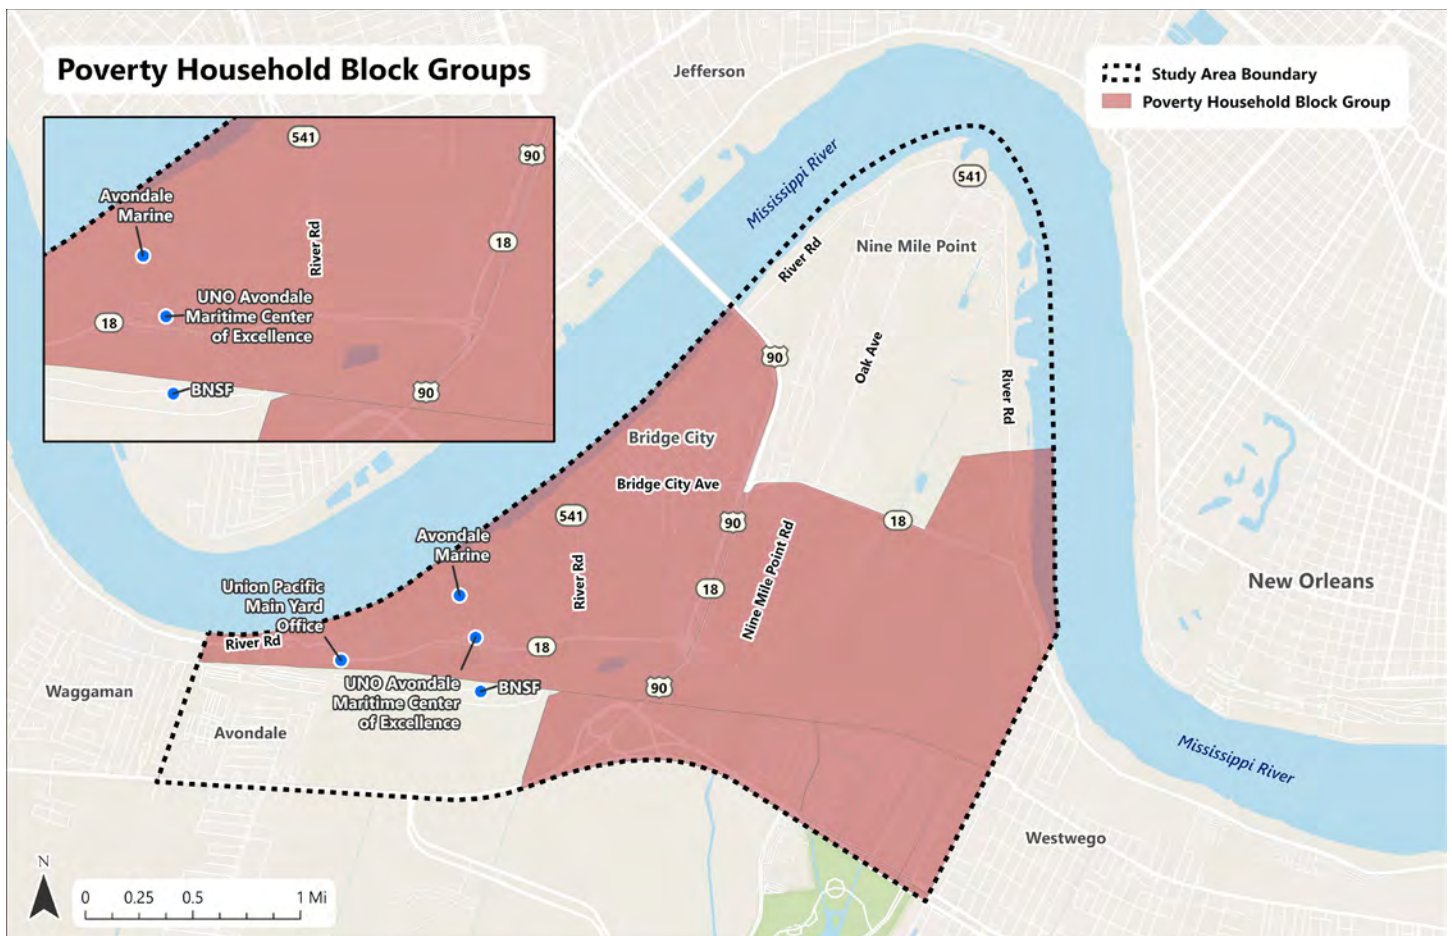 Poverty Household Block Groups
Study Area Boundary
Poverty Household Block Group
541
90
Avondale
Marine
River Rd
18
UNO Avondale
Maritime Center
of Excellence
18
90
BNSF
Jefferson
Mississippi River
541
River Rd
Nine Mile Point
90
Oak Ave
River Rd
Bridge City
Bridge City Ave
541
90
18
Nine Mile Point Rd
Avondale
Marine
Union Pacific
Main Yard
Office
River Rd
River Rd
18
18
New Orleans
UNO Avondale
Maritime Center
of Excellence
BNSF
90
Waggaman
Avondale
Mississippi River
Westwego
N
0 0.25 0.5 1 Mi